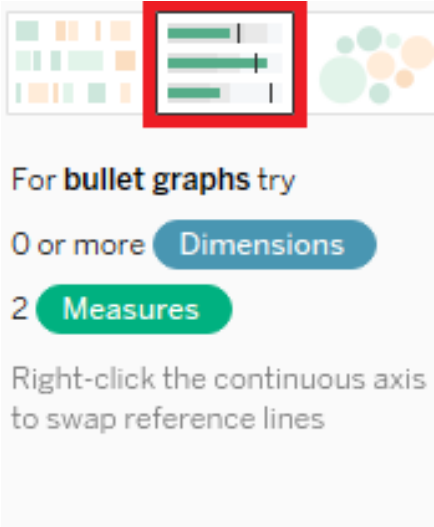 For bullet graphs try
0 or more Dimensions
2 Measures
Right-click the continuous axis
to swap reference lines